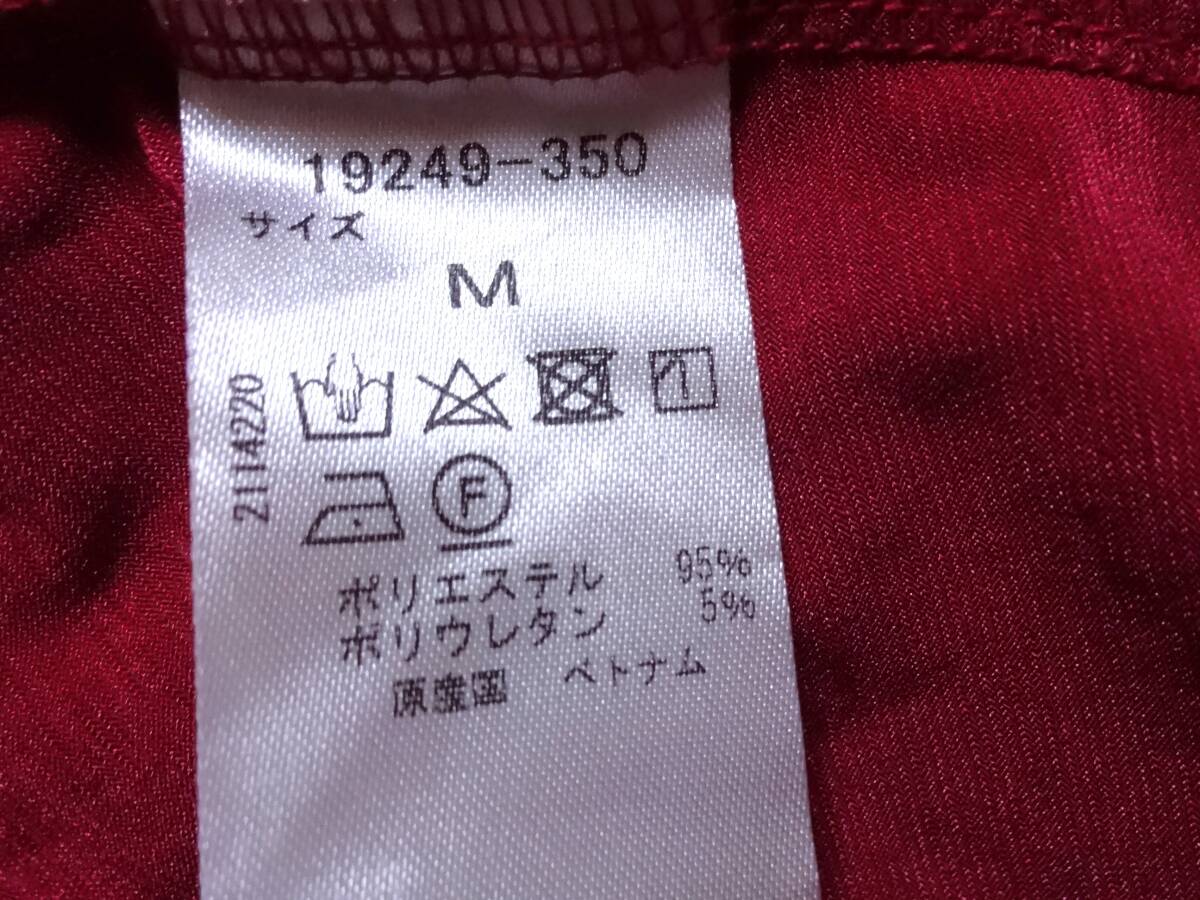 19249-350
サイズ
M
2114220
F
ポリエステル 95%
ポリウレタン 5%
原産国 ベトナム